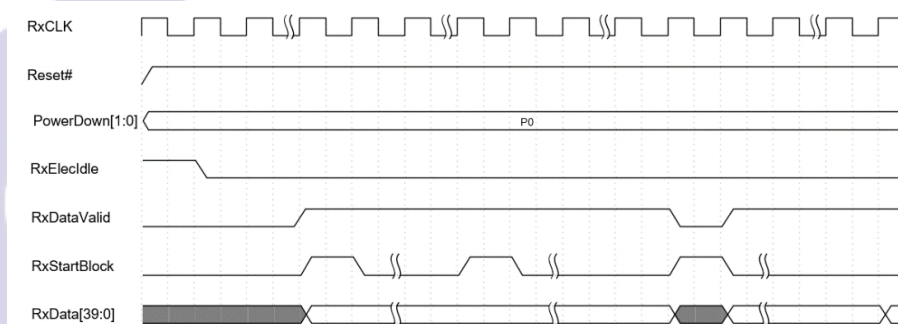 RxCLK
Reset#
PowerDown[1:0]
P0
RxElecIdle
RxDataValid
RxStartBlock
RxData[39:0]